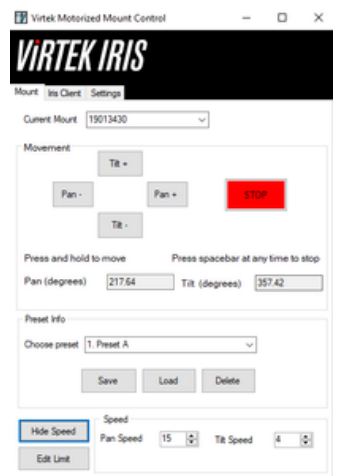 Virtek Motorized Mount Control
ViRTEK IRIS
Mount Iris Client Settings
Current Mount 19013430
Movement
Tilt +
Pan - Pan + STOP
Tilt -
Press and hold to move Press spacebar at any time to stop
Pan (degrees) 217.64 Tilt (degrees) 357.42
Preset Info
Choose preset 1. Preset A
Save Load Delete
Hide Speed Speed
Pan Speed 15 Tilt Speed 4
Edit Limit